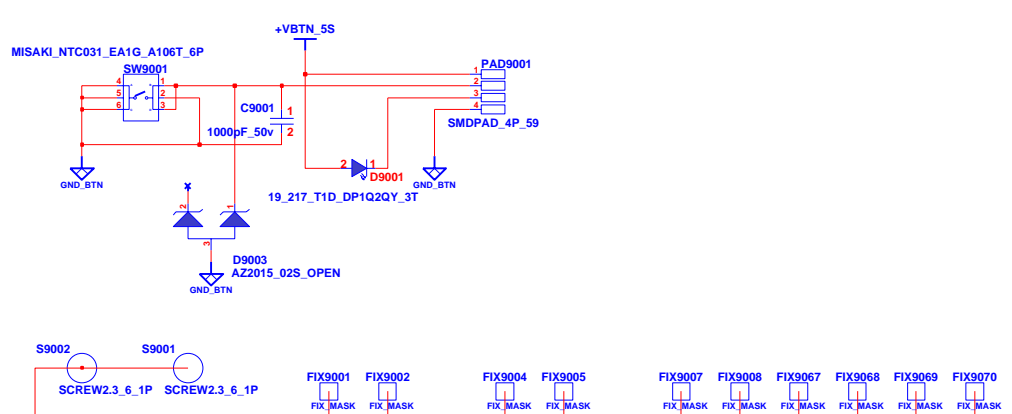 +VBTN_5S
MISAKI_NTC031_EA1G_A106T_6P
SW9001
4 1
5 2
6 3
PAD9001
1
2
3
4
SMDPAD_4P_59
C9001 1
1000pF_50v 2
2 1
D9001
19_217_T1D_DP1Q2QY_3T
GND_BTN
GND_BTN
2 1
3
D9003
AZ2015_02S_OPEN
GND_BTN
S9002 S9001
SCREW2.3_6_1P SCREW2.3_6_1P
FIX9001 FIX9002 FIX9004 FIX9005 FIX9007 FIX9008 FIX9067 FIX9068 FIX9069 FIX9070
FIX_MASK FIX_MASK FIX_MASK FIX_MASK FIX_MASK FIX_MASK FIX_MASK FIX_MASK FIX_MASK FIX_MASK